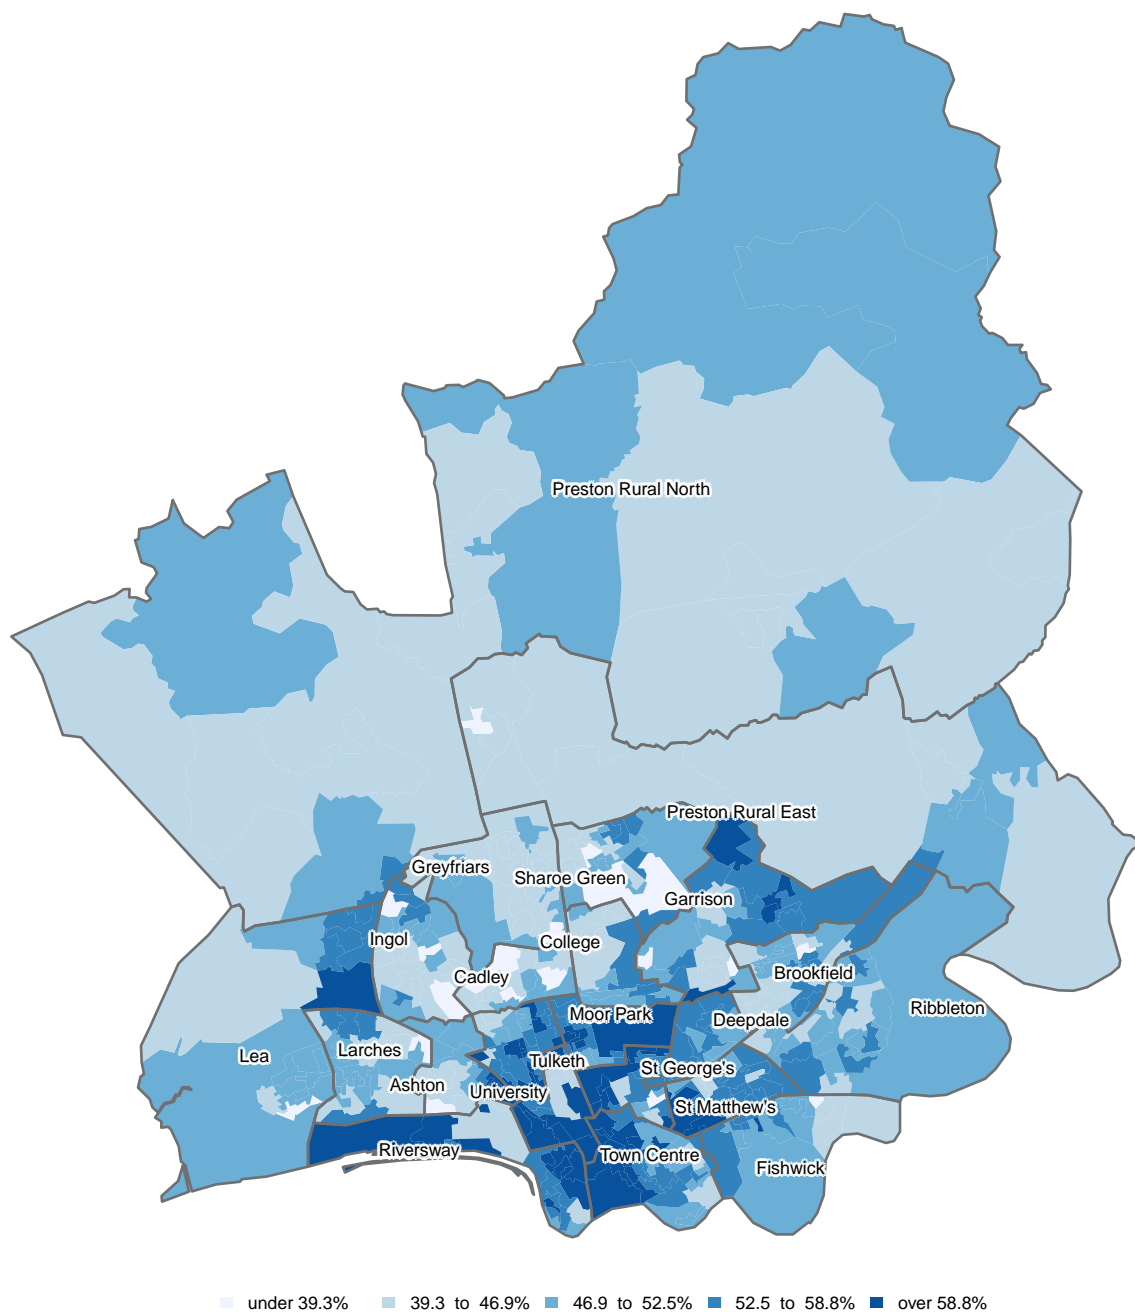 Preston Rural North
Preston Rural East
Greyfriars
Sharoe Green
Garrison
Ingol
College
Cadley
Brookfield
Ribbleton
Moor Park
Deepdale
Lea
Larches
Tulketh
St George's
Ashton
University
St Matthew's
Riversway
Town Centre
Fishwick
under 39.3% 39.3 to 46.9% 46.9 to 52.5% 52.5 to 58.8% over 58.8%